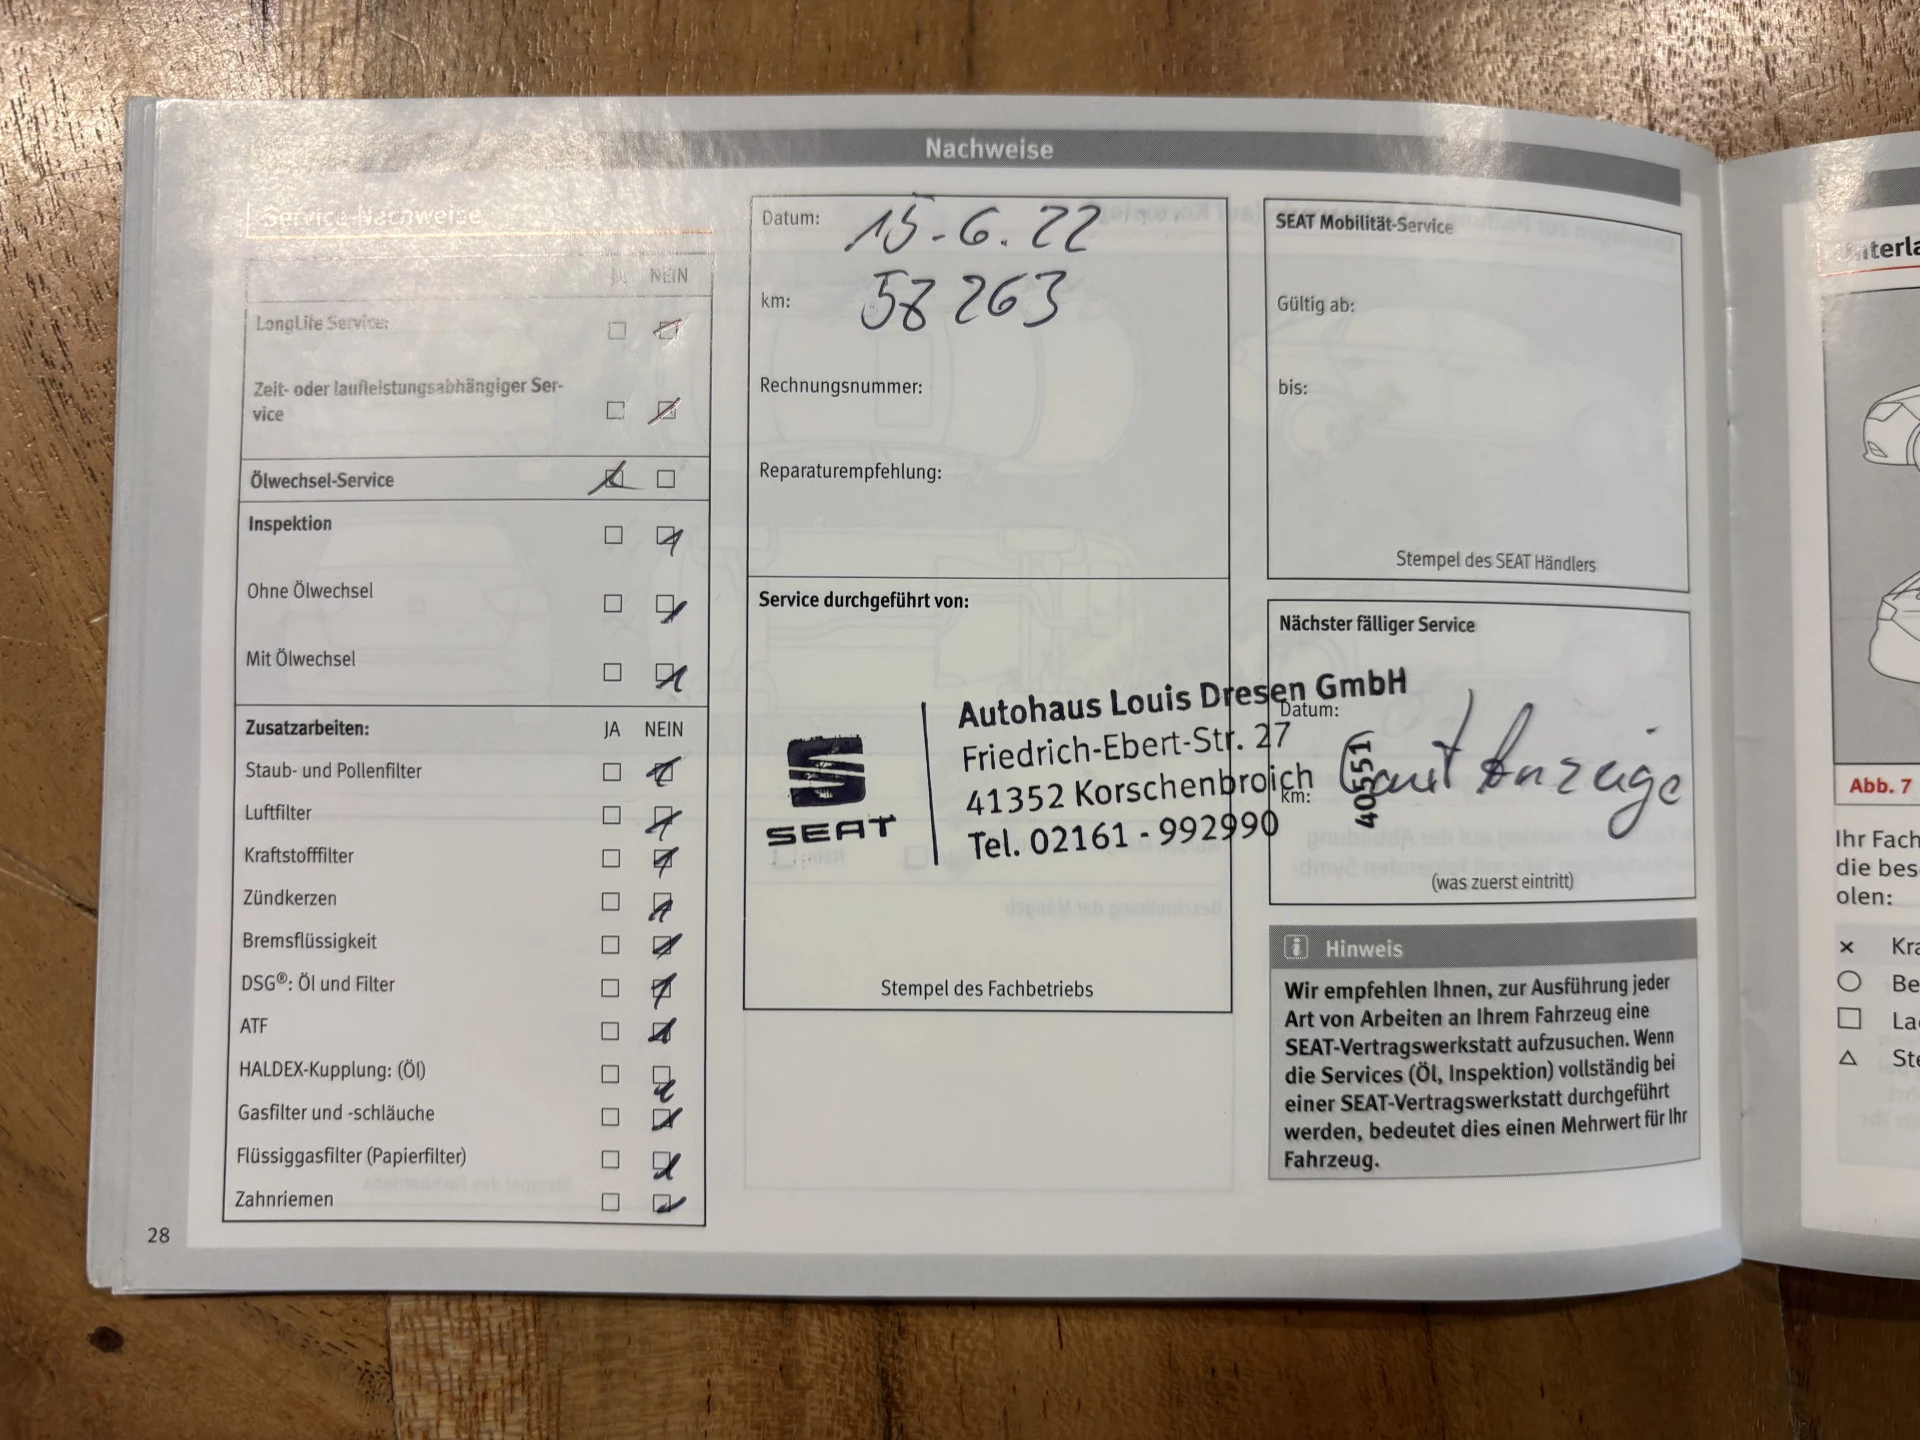 Nachweise
Service-Nachweise
JA NEIN
LongLife Service:
Zeit- oder laufleistungsabhängiger Ser-
vice
Ölwechsel-Service
Inspektion
Ohne Ölwechsel
Mit Ölwechsel
Zusatzarbeiten: JA NEIN
Staub- und Pollenfilter
Luftfilter
Kraftstofffilter
Zündkerzen
Bremsflüssigkeit
DSG®: Öl und Filter
ATF
HALDEX-Kupplung: (Öl)
Gasfilter und -schläuche
Flüssiggasfilter (Papierfilter)
Zahnriemen
28
Datum: 15.6.22
km: 58 263
Rechnungsnummer:
Reparaturempfehlung:
Service durchgeführt von:
SEAT
Autohaus Louis Dresen GmbH
Friedrich-Ebert-Str. 27
41352 Korschenbroich
Tel. 02161 - 992990
40551
Stempel des Fachbetriebs
SEAT Mobilität-Service
Gültig ab:
bis:
Stempel des SEAT Händlers
Nächster fälliger Service
Datum:
Laut Anzeige
km:
(was zuerst eintritt)
i Hinweis
Wir empfehlen Ihnen, zur Ausführung jeder
Art von Arbeiten an Ihrem Fahrzeug eine
SEAT-Vertragswerkstatt aufzusuchen. Wenn
die Services (Öl, Inspektion) vollständig bei
einer SEAT-Vertragswerkstatt durchgeführt
werden, bedeutet dies einen Mehrwert für Ihr
Fahrzeug.
Abb. 7
Ihr Fach
die bes
olen:
Kra
Be
La
Ste